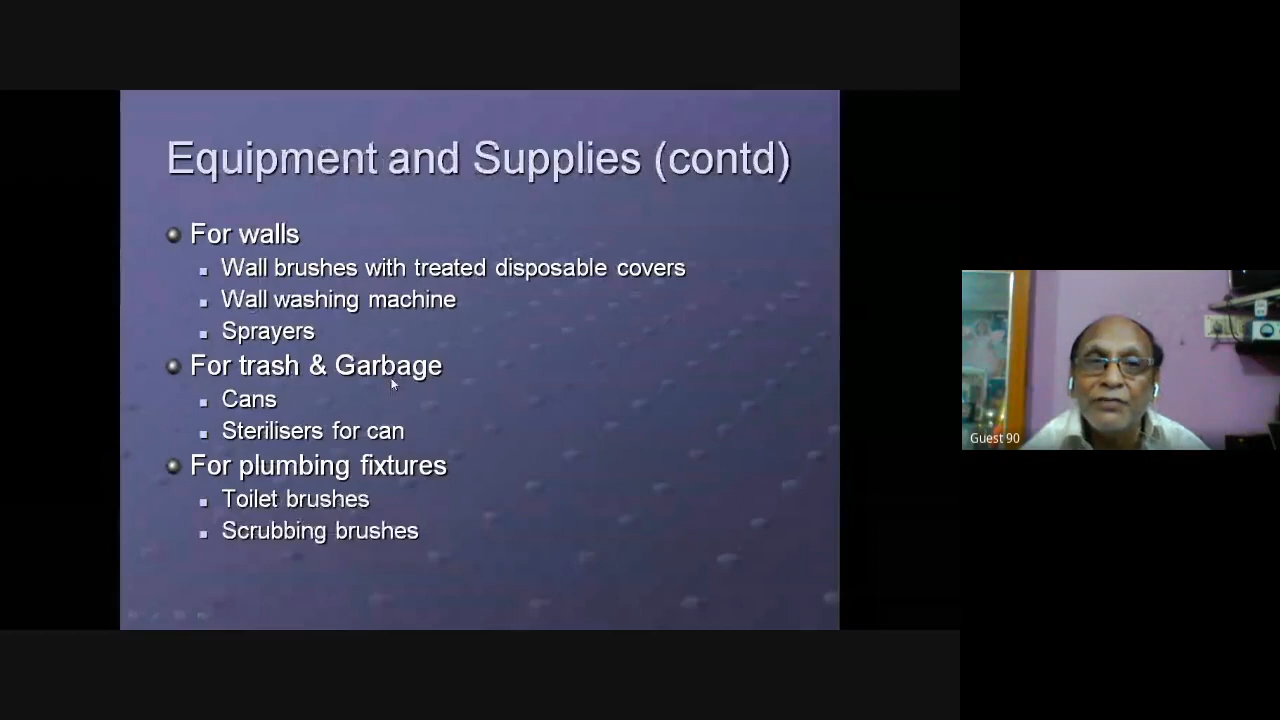 Equipment and Supplies (contd)
For walls
Wall brushes with treated disposable covers
Wall washing machine
Sprayers
For trash & Garbage
Cans
Sterilisers for can
For plumbing fixtures
Toilet brushes
Scrubbing brushes
Guest 90